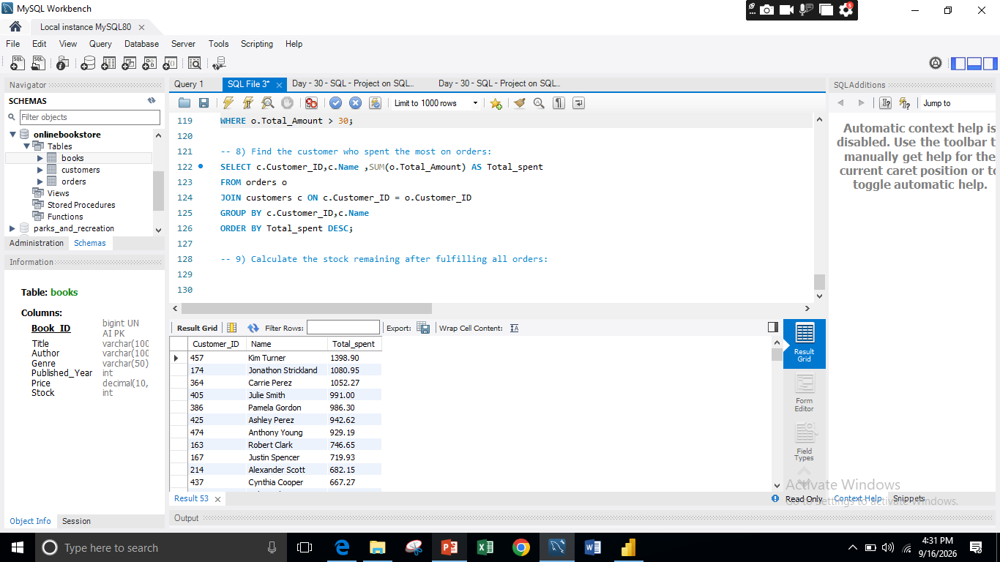 MySQL Workbench
Local instance MySQL80
File Edit View Query Database Server Tools Scripting Help
Navigator
SCHEMAS
Filter objects
onlinebookstore
Tables
books
customers
orders
Views
Stored Procedures
Functions
parks_and_recreation
Administration Schemas
Information
Table: books
Columns:
Book_ID bigint UN
AI PK
Title varchar(100
Author varchar(100
Genre varchar(50)
Published_Year int
Price decimal(10,
Stock int
Object Info Session
Query 1 SQL File 3* Day - 30 - SQL - Project on SQL... Day - 30 - SQL - Project on SQL...
Limit to 1000 rows
119 WHERE o.Total_Amount > 30;
120
121 -- 8) Find the customer who spent the most on orders:
122 SELECT c.Customer_ID,c.Name ,SUM(o.Total_Amount) AS Total_spent
123 FROM orders o
124 JOIN customers c ON c.Customer_ID = o.Customer_ID
125 GROUP BY c.Customer_ID,c.Name
126 ORDER BY Total_spent DESC;
127
128 -- 9) Calculate the stock remaining after fulfilling all orders:
129
130
Result Grid Filter Rows: Export: Wrap Cell Content:
Customer_ID Name Total_spent
457 Kim Turner 1398.90
174 Jonathon Strickland 1080.95
364 Carrie Perez 1052.27
405 Julie Smith 991.00
386 Pamela Gordon 986.30
425 Ashley Perez 942.62
474 Anthony Young 929.19
163 Robert Clark 746.65
167 Justin Spencer 719.93
214 Alexander Scott 682.15
437 Cynthia Cooper 667.27
Result 53
Read Only
Output
Result
Grid
Form
Editor
Field
Types
SQLAdditions
Jump to
Automatic context help is
disabled. Use the toolbar t
manually get help for the
current caret position or to
toggle automatic help.
Activate Windows
Go to Settings to activate Windows.
Context Help Snippets
Type here to search
4:31 PM
9/16/2026